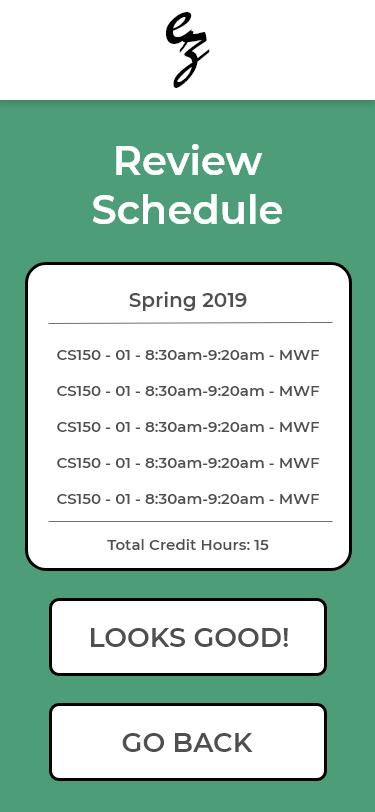 ez
Review
Schedule
Spring 2019
CS150 - 01 - 8:30am-9:20am - MWF
CS150 - 01 - 8:30am-9:20am - MWF
CS150 - 01 - 8:30am-9:20am - MWF
CS150 - 01 - 8:30am-9:20am - MWF
CS150 - 01 - 8:30am-9:20am - MWF
Total Credit Hours: 15
LOOKS GOOD!
GO BACK